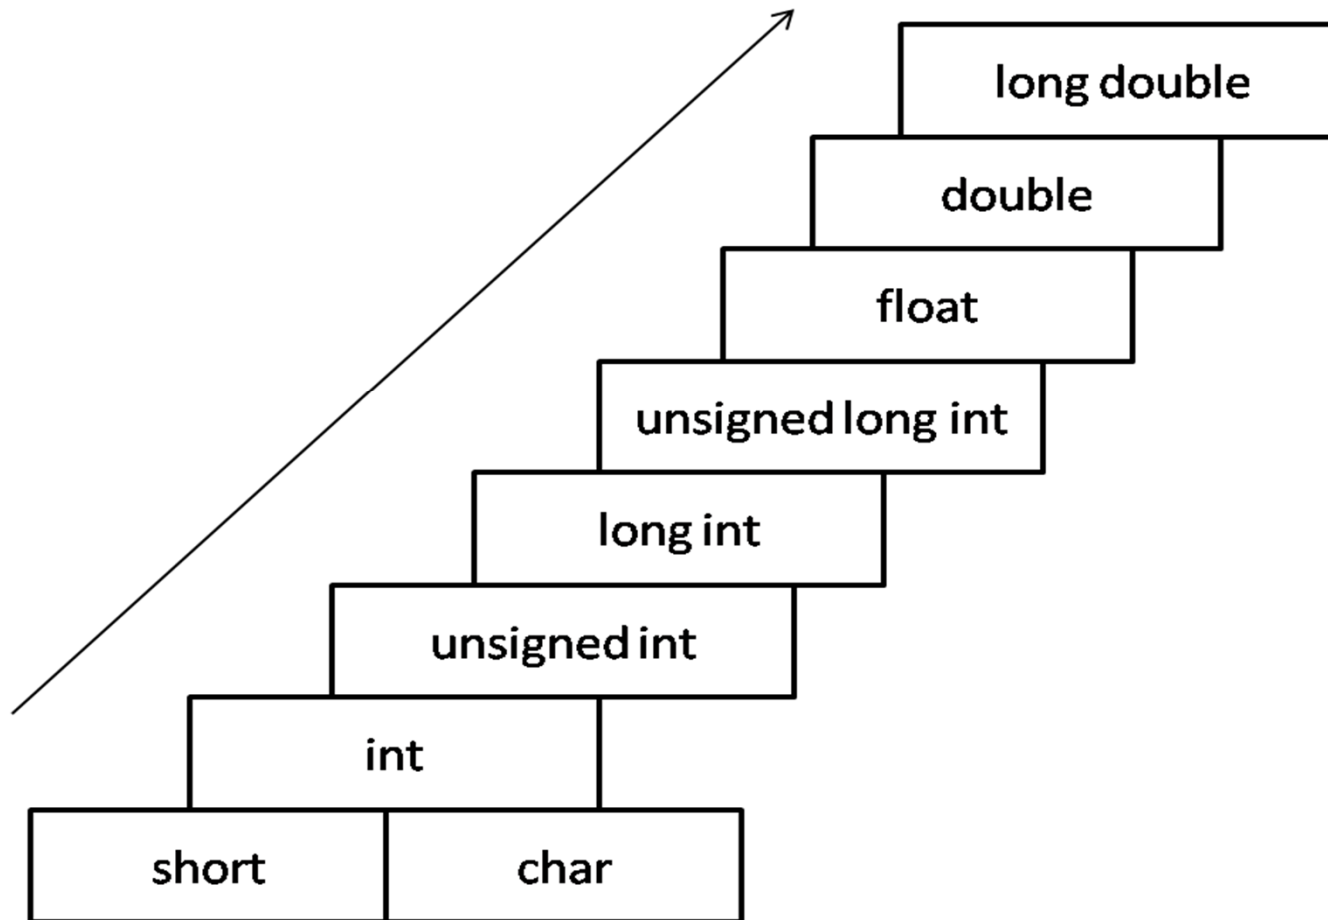 long double
double
float
unsigned long int
long int
unsigned int
int
short char